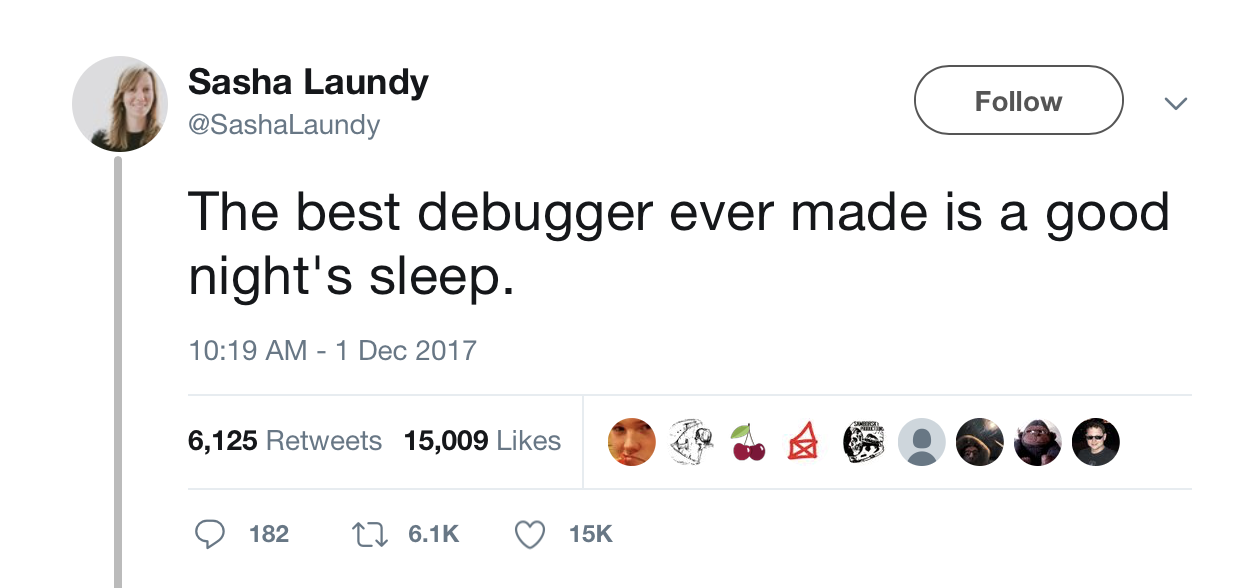 Sasha Laundy
@SashaLaundy
Follow
The best debugger ever made is a good
night's sleep.
10:19 AM - 1 Dec 2017
6,125 Retweets 15,009 Likes
182 6.1K 15K